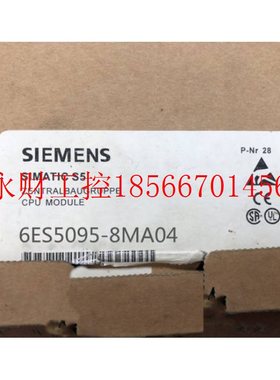 SIEMENS
P-Nr 28
SIMATIC S5
永财工控18566701456
ZENTRALBAUGRUPPE
CPU MODULE
6ES5095-8MA04